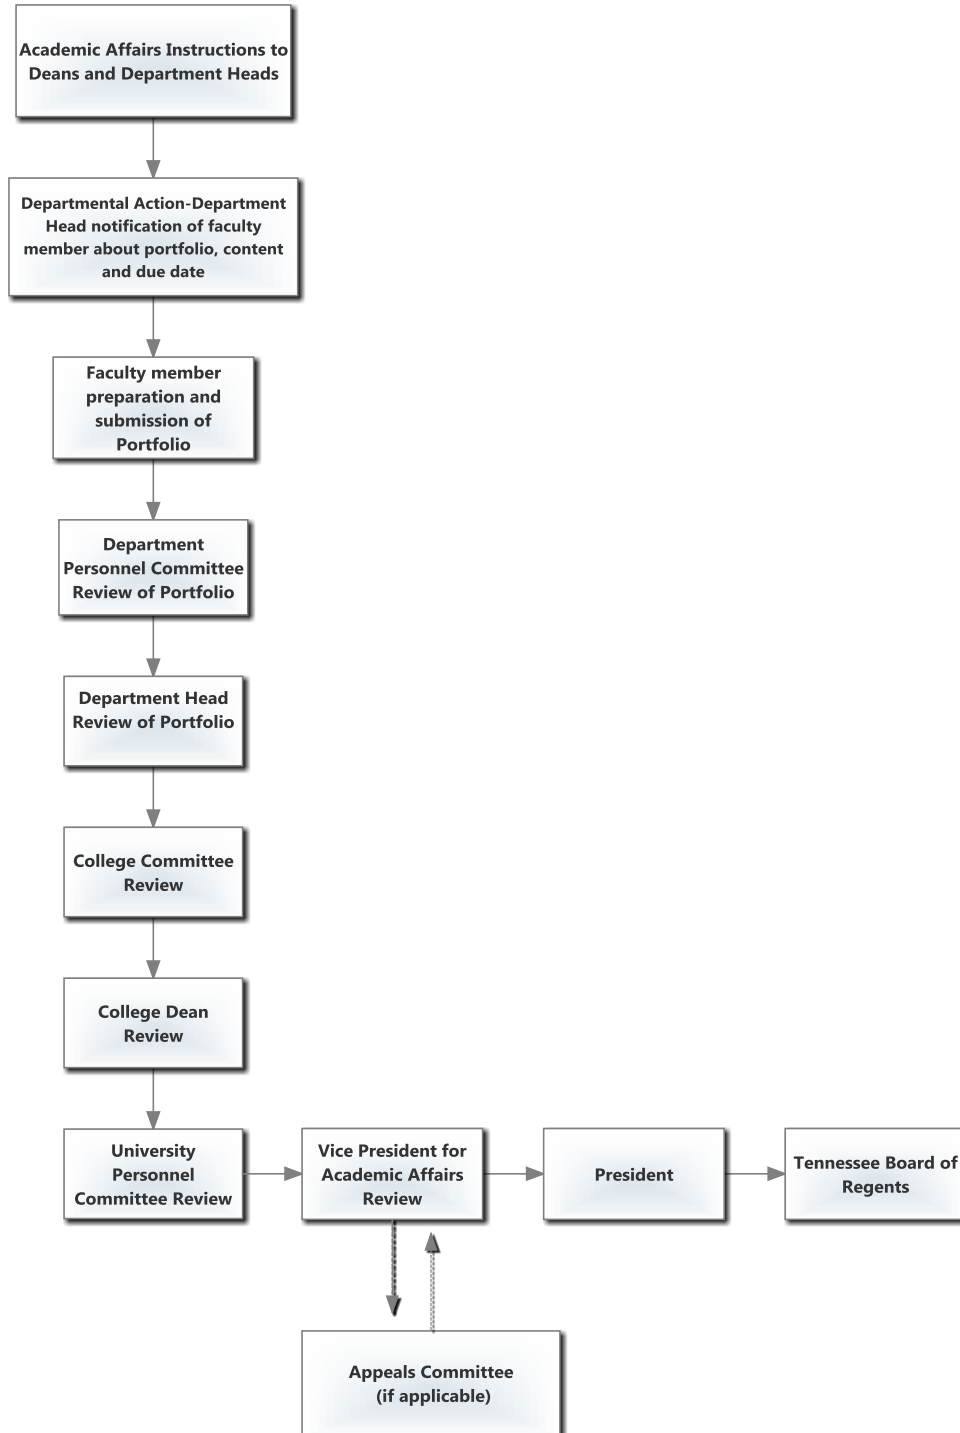 Academic Affairs Instructions to
Deans and Department Heads
Departmental Action-Department
Head notification of faculty
member about portfolio, content
and due date
Faculty member
preparation and
submission of
Portfolio
Department
Personnel Committee
Review of Portfolio
Department Head
Review of Portfolio
College Committee
Review
College Dean
Review
University
Personnel
Committee Review
Vice President for
Academic Affairs
Review
President
Tennessee Board of
Regents
Appeals Committee
(if applicable)